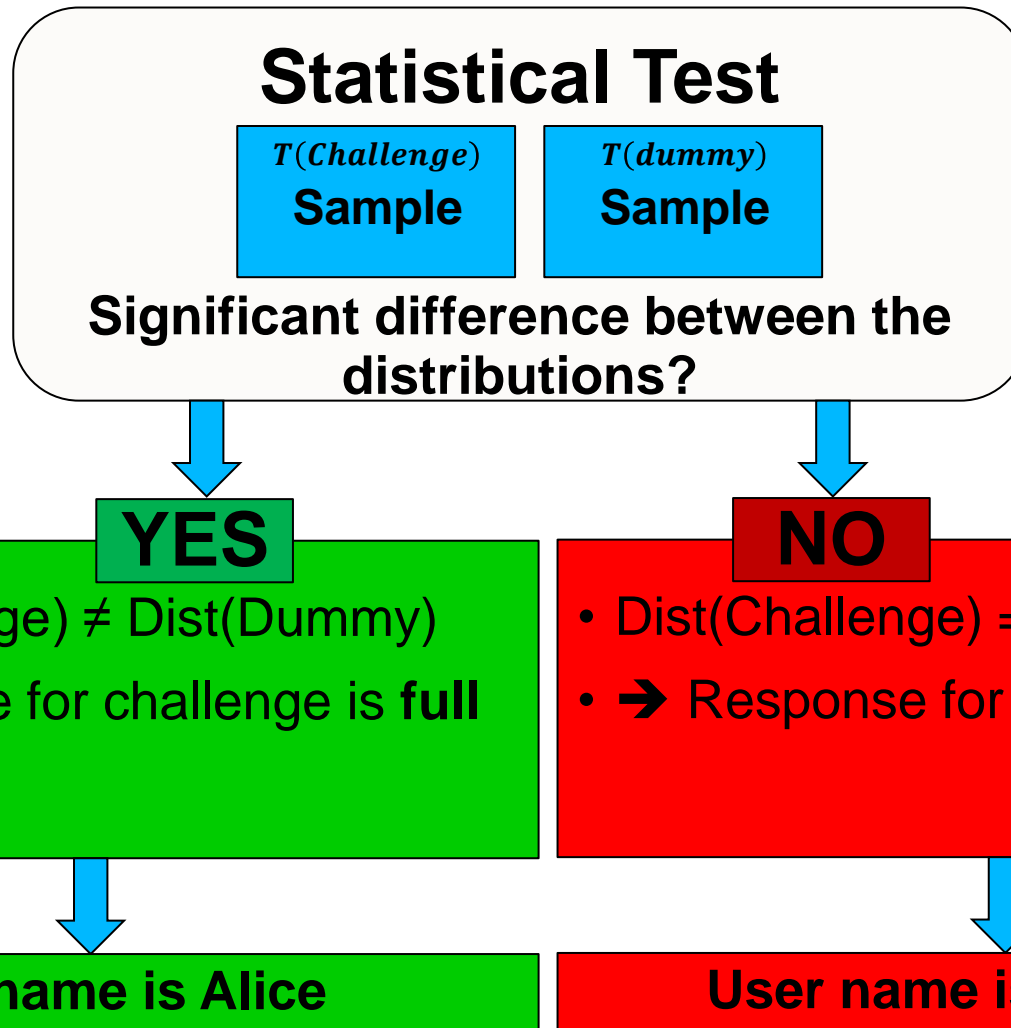 Statistical Test
T(Challenge)
Sample
T(dummy)
Sample
Significant difference between the
distributions?
YES
ge) ≠ Dist(Dummy)
e for challenge is full
name is Alice
NO
• Dist(Challenge) =
• ➔ Response for
User name is